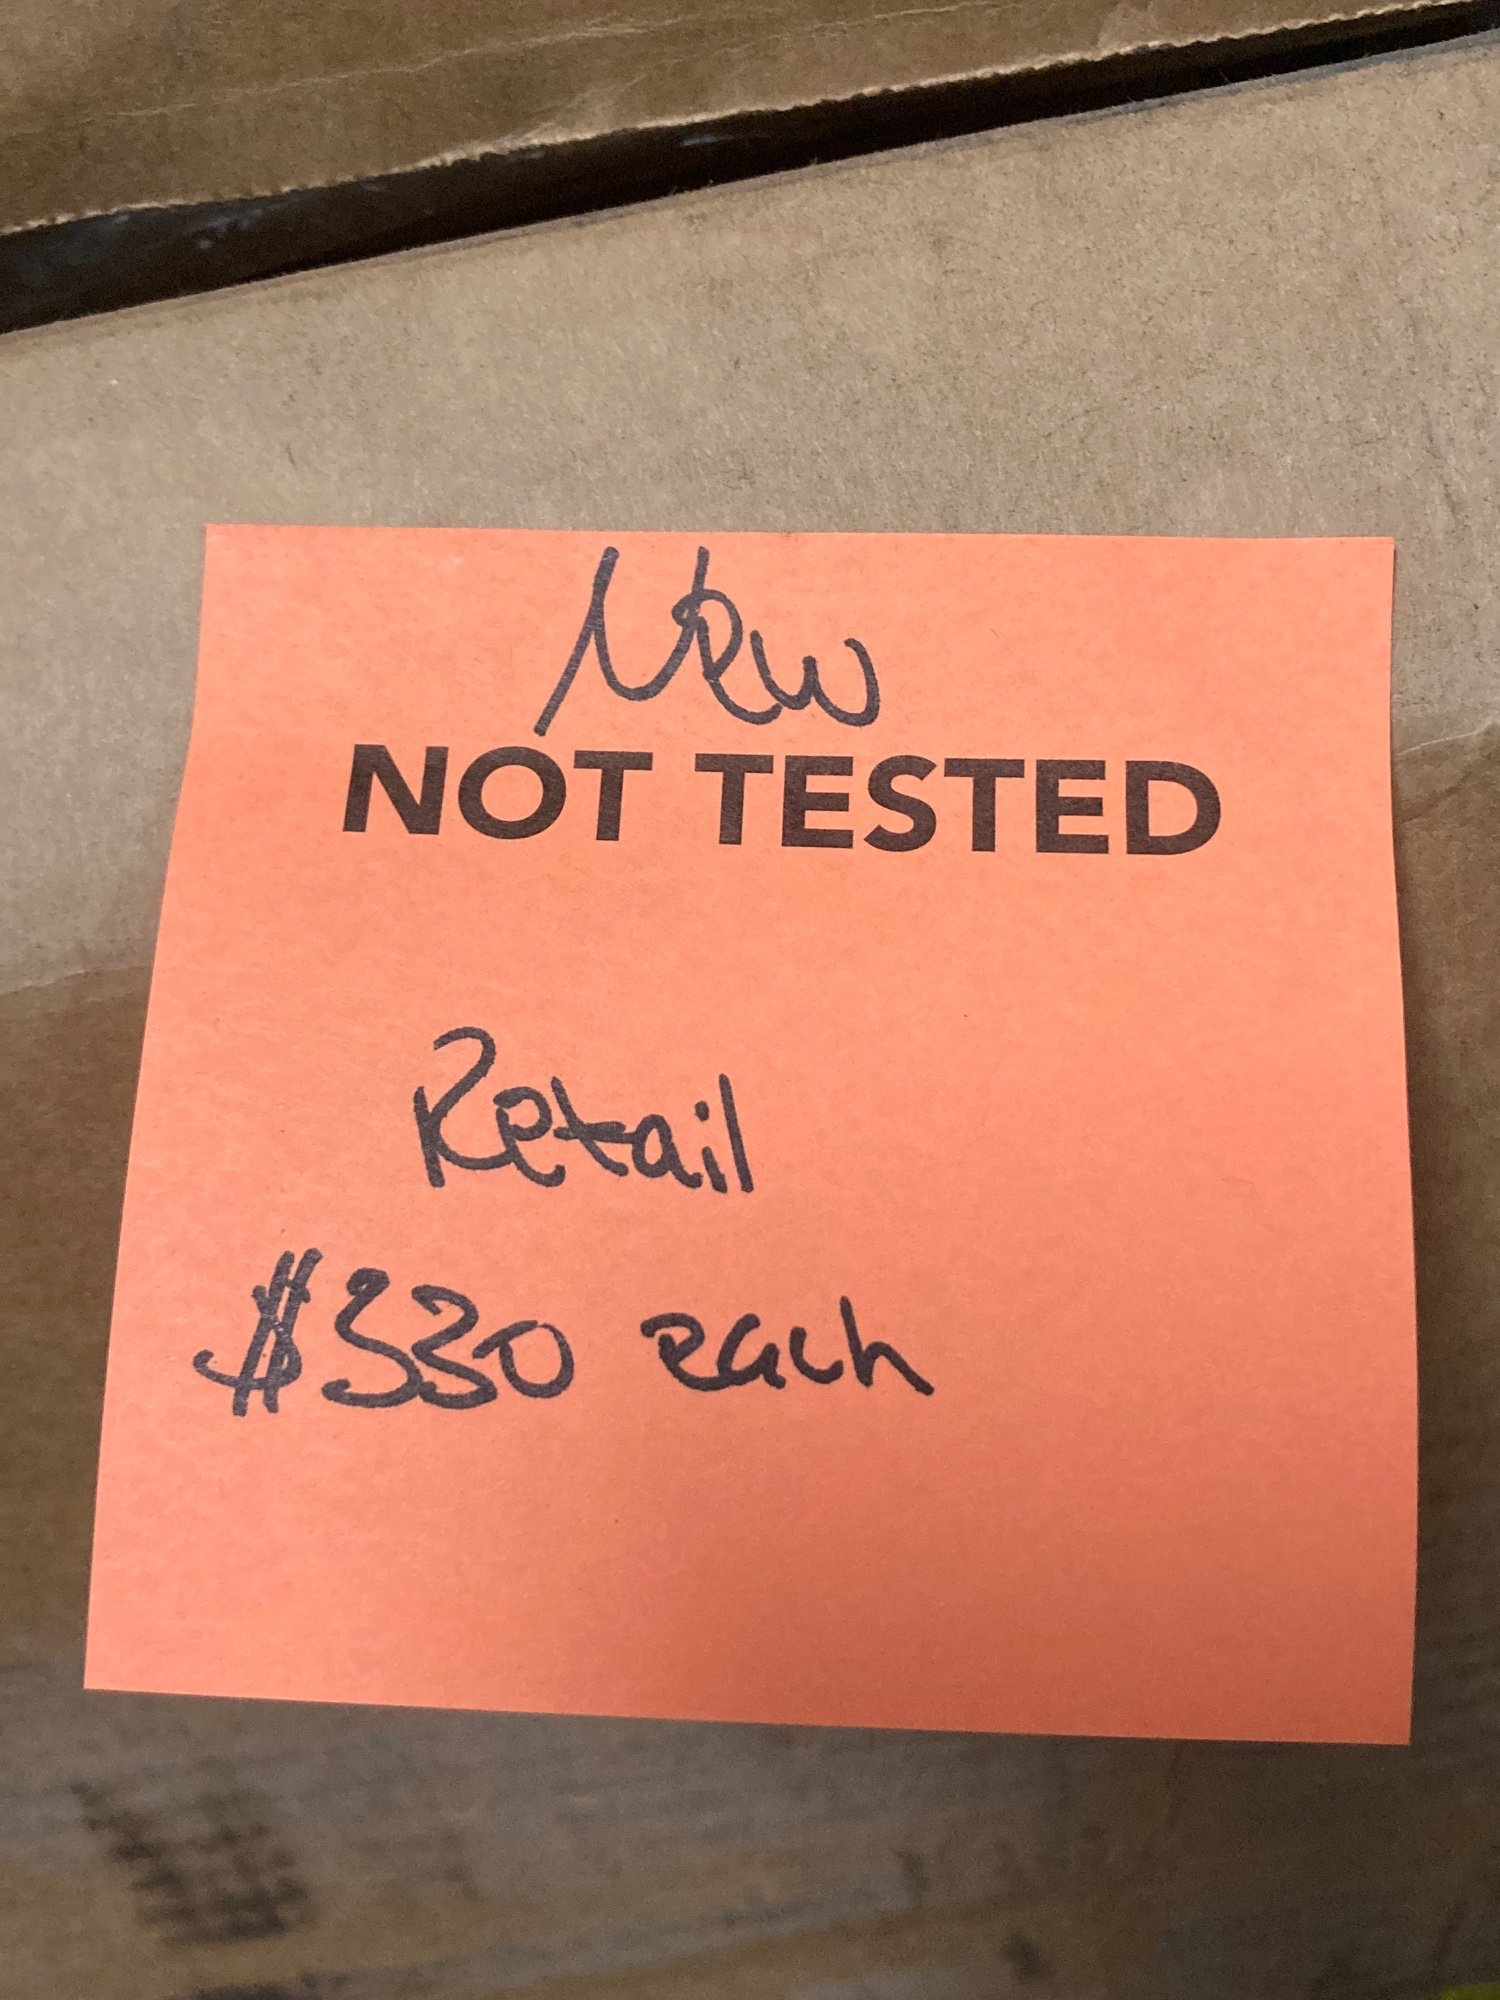 New
NOT TESTED
Retail
$330 each